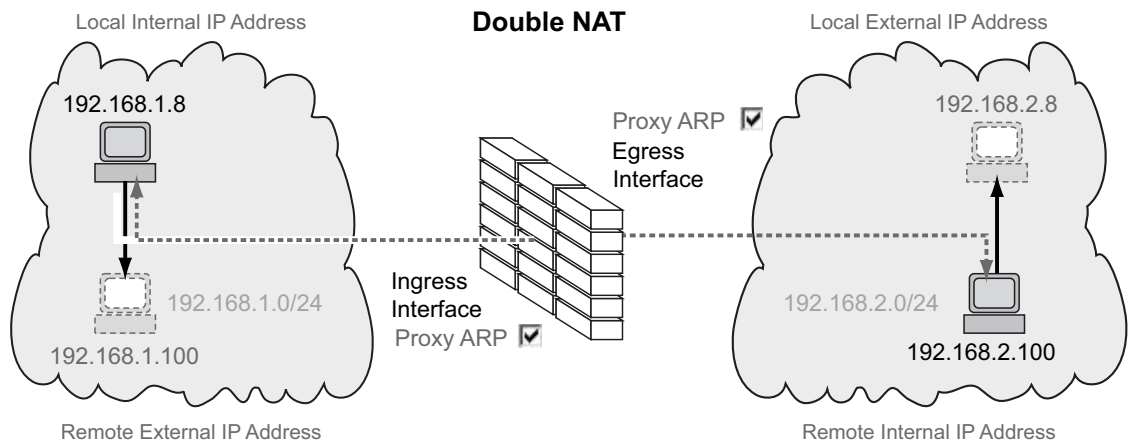 Local Internal IP Address
Double NAT
Local External IP Address
192.168.1.8
192.168.2.8
Proxy ARP
Egress
Interface
Ingress
Interface
Proxy ARP
192.168.1.0/24
192.168.2.0/24
192.168.1.100
192.168.2.100
Remote External IP Address
Remote Internal IP Address